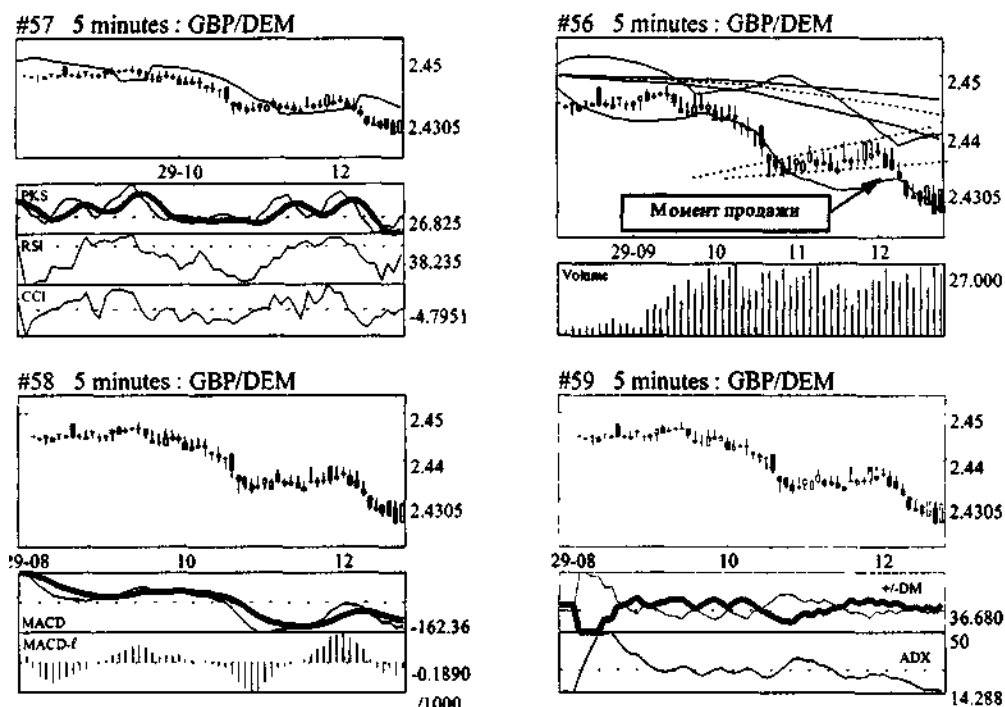 #57 5 minutes : GBP/DEM
2.45
2.4305
29-10 12
PKS
26.825
RSI
38.235
CCI
-4.7951
#56 5 minutes : GBP/DEM
2.45
2.44
2.4305
Момент продажи
29-09 10 11 12
Volume
27.000
#58 5 minutes : GBP/DEM
2.45
2.44
2.4305
29-08 10 12
MACD
-162.36
MACD-f
-0.1890
/1000
#59 5 minutes : GBP/DEM
2.45
2.44
2.4305
29-08 10 12
+/-DM
36.680
50
ADX
14.288